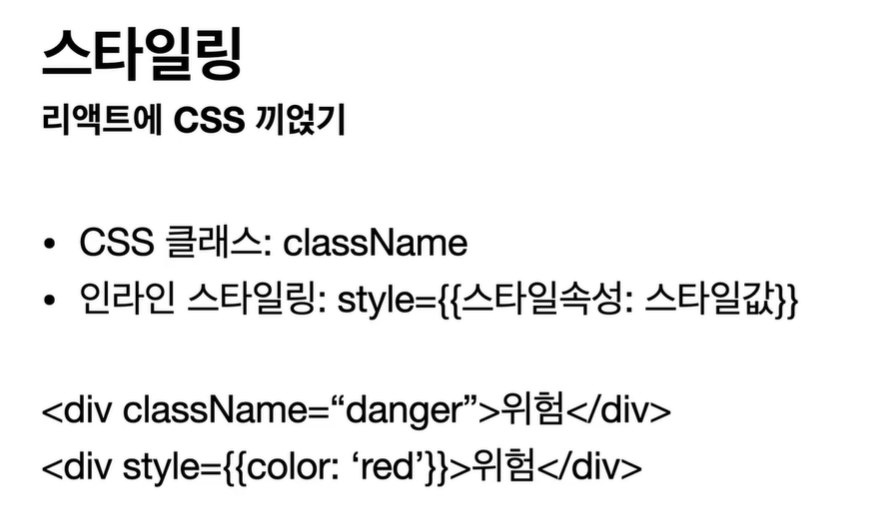 스타일링
리액트에 CSS 끼얹기
• CSS 클래스: className
• 인라인 스타일링: style={{스타일속성: 스타일값}}
<div className=“danger”>위험</div>
<div style={{color: ‘red’}}>위험</div>